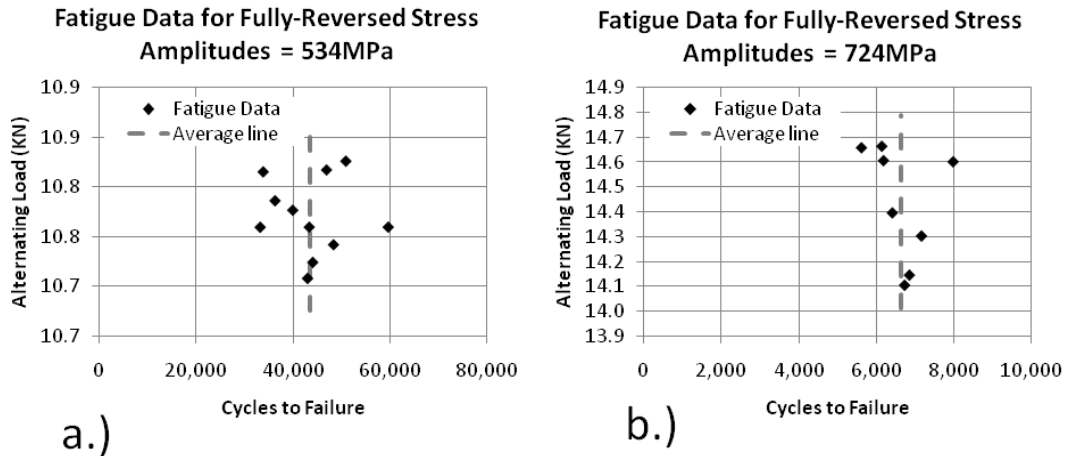 Fatigue Data for Fully-Reversed Stress
Amplitudes = 534MPa
10.9
10.9
10.8
10.8
10.7
10.7
Alternating Load (KN)
Fatigue Data
Average line
0
20,000
40,000
60,000
80,000
Cycles to Failure
a.)
Fatigue Data for Fully-Reversed Stress
Amplitudes = 724MPa
14.9
14.8
14.7
14.6
14.5
14.4
14.3
14.2
14.1
14.0
13.9
Alternating Load (KN)
Fatigue Data
Average line
0
2,000
4,000
6,000
8,000
10,000
Cycles to Failure
b.)